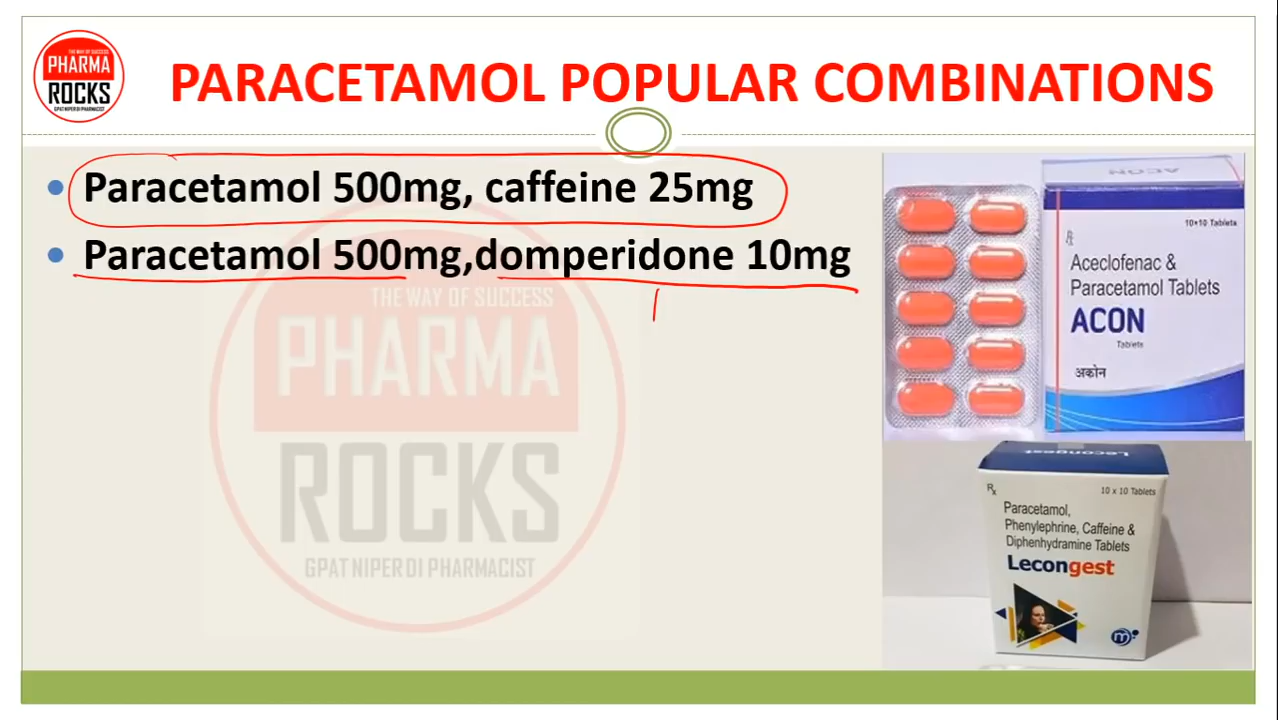 THE WAY OF SUCCESS
PHARMA
ROCKS
GPAT NIPER DI PHARMACIST
PARACETAMOL POPULAR COMBINATIONS
• Paracetamol 500mg, caffeine 25mg
• Paracetamol 500mg,domperidone 10mg
THE WAY OF SUCCESS
PHARMA
ROCKS
GPAT NIPER DI PHARMACIST
ACON
10+10 Tablets
Rx
Aceclofenac &
Paracetamol Tablets
ACON
Tablets
अकोन
Lecongest
Rx
10 x 10 Tablets
Paracetamol,
Phenylephrine, Caffeine &
Diphenhydramine Tablets
Lecongest
m